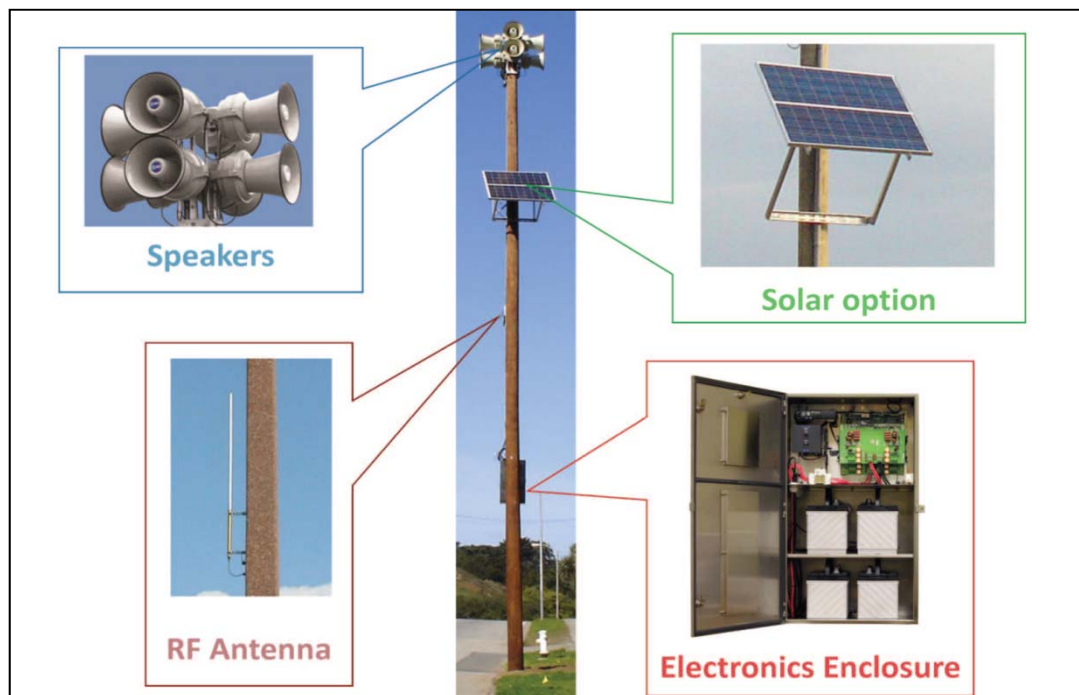 Speakers
Solar option
RF Antenna
Electronics Enclosure